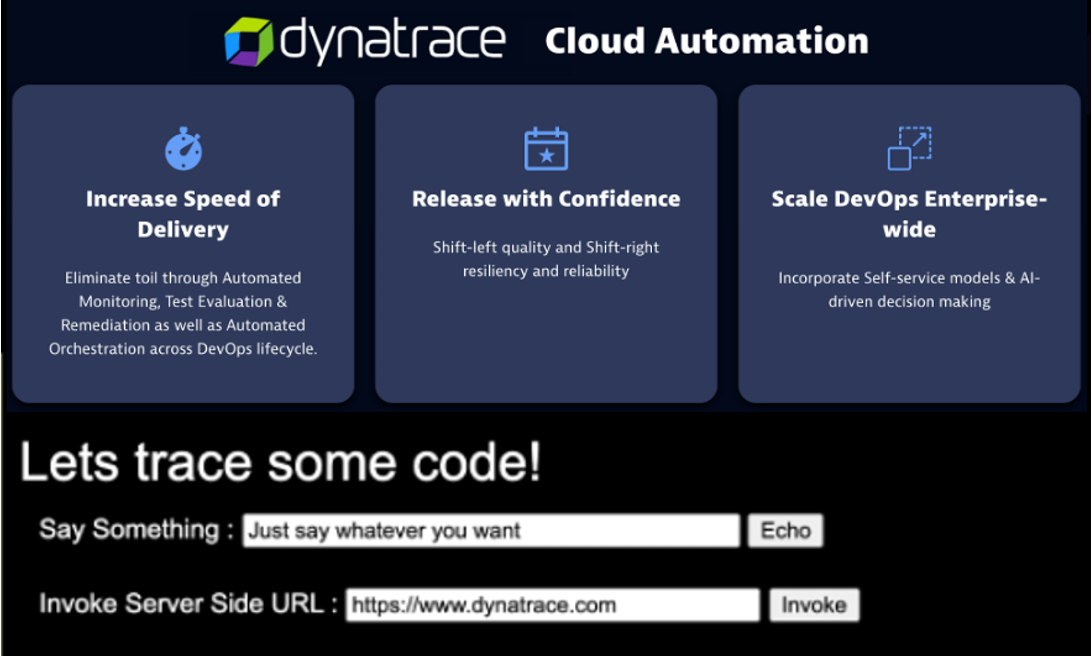 dynatrace Cloud Automation
Increase Speed of
Delivery
Eliminate toil through Automated
Monitoring, Test Evaluation &
Remediation as well as Automated
Orchestration across DevOps lifecycle.
Release with Confidence
Shift-left quality and Shift-right
resiliency and reliability
Scale DevOps Enterprise-
wide
Incorporate Self-service models & AI-
driven decision making
Lets trace some code!
Say Something : Just say whatever you want Echo
Invoke Server Side URL : https://www.dynatrace.com Invoke